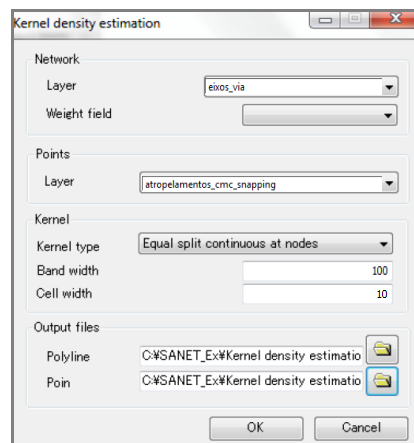 Kernel density estimation
Network
Layer eixos_via
Weight field
Points
Layer atropelamentos_cmc_snapping
Kernel
Kernel type Equal split continuous at nodes
Band width 100
Cell width 10
Output files
Polyline C:¥SANET_Ex¥Kernel density estimatio
Poin C:¥SANET_Ex¥Kernel density estimatio
OK Cancel